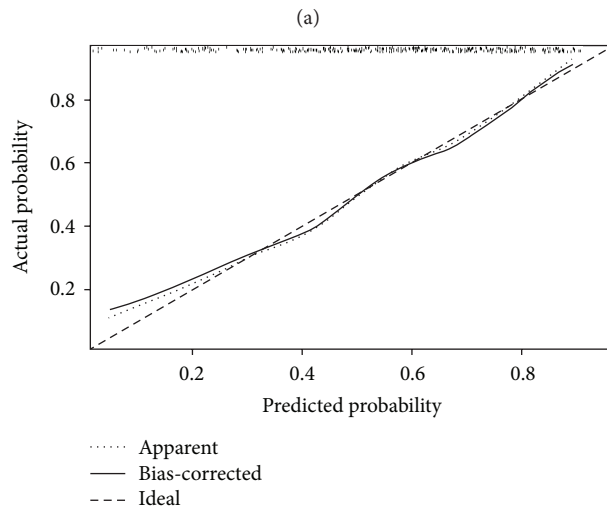 (a)
0.8
0.6
0.4
0.2
Actual probability
0.2 0.4 0.6 0.8
Predicted probability
Apparent
Bias-corrected
Ideal